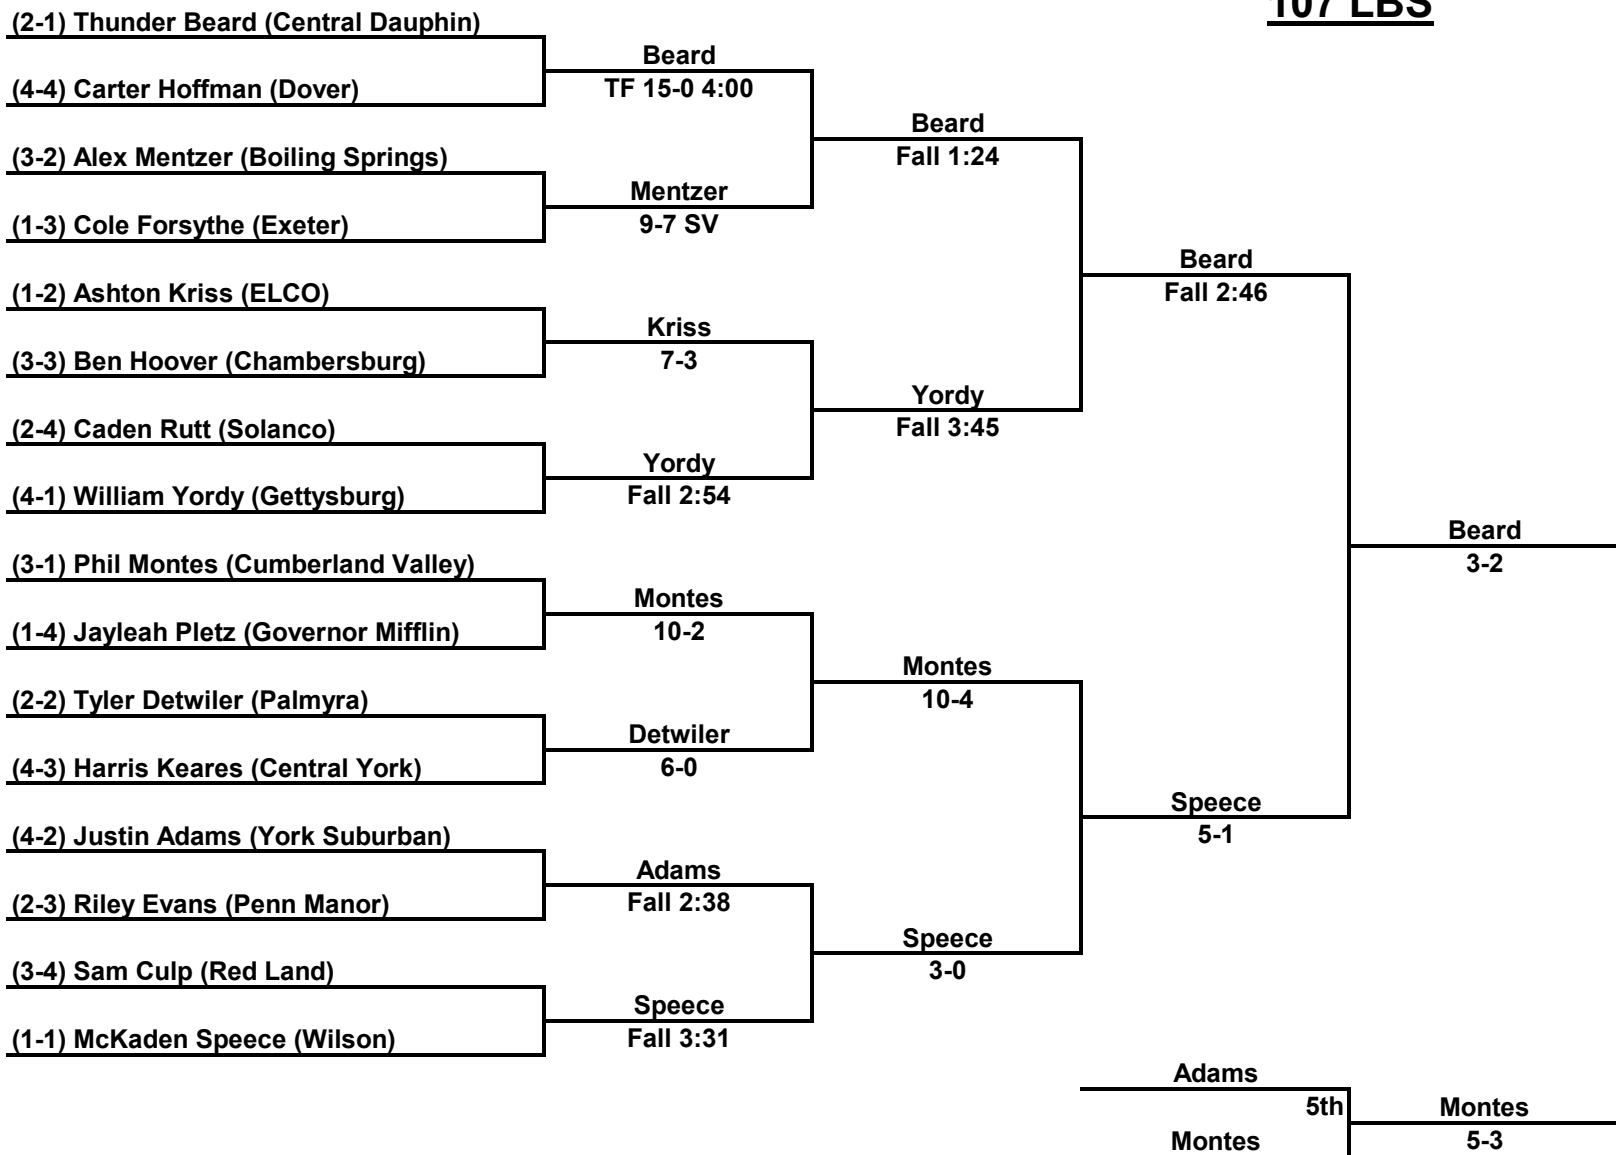 107 LBS
(2-1) Thunder Beard (Central Dauphin)
Beard
(4-4) Carter Hoffman (Dover)
TF 15-0 4:00
Beard
(3-2) Alex Mentzer (Boiling Springs)
Fall 1:24
Mentzer
(1-3) Cole Forsythe (Exeter)
9-7 SV
Beard
(1-2) Ashton Kriss (ELCO)
Fall 2:46
Kriss
(3-3) Ben Hoover (Chambersburg)
7-3
Yordy
(2-4) Caden Rutt (Solanco)
Fall 3:45
Yordy
(4-1) William Yordy (Gettysburg)
Fall 2:54
Beard
(3-1) Phil Montes (Cumberland Valley)
3-2
Montes
(1-4) Jayleah Pletz (Governor Mifflin)
10-2
Montes
(2-2) Tyler Detwiler (Palmyra)
10-4
Detwiler
(4-3) Harris Keares (Central York)
6-0
Speece
(4-2) Justin Adams (York Suburban)
5-1
Adams
(2-3) Riley Evans (Penn Manor)
Fall 2:38
Speece
(3-4) Sam Culp (Red Land)
3-0
Speece
(1-1) McKaden Speece (Wilson)
Fall 3:31
Adams
5th
Montes
Montes
5-3